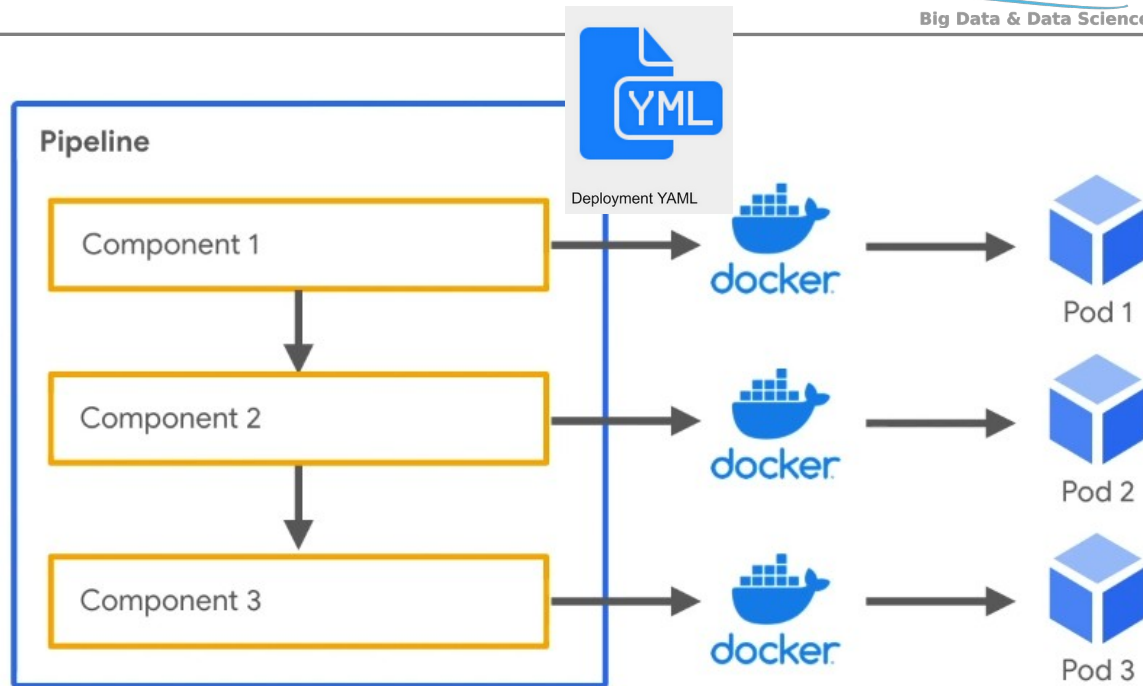 Big Data & Data Science
YML
Deployment YAML
Pipeline
Component 1
docker
Pod 1
Component 2
docker
Pod 2
Component 3
docker
Pod 3